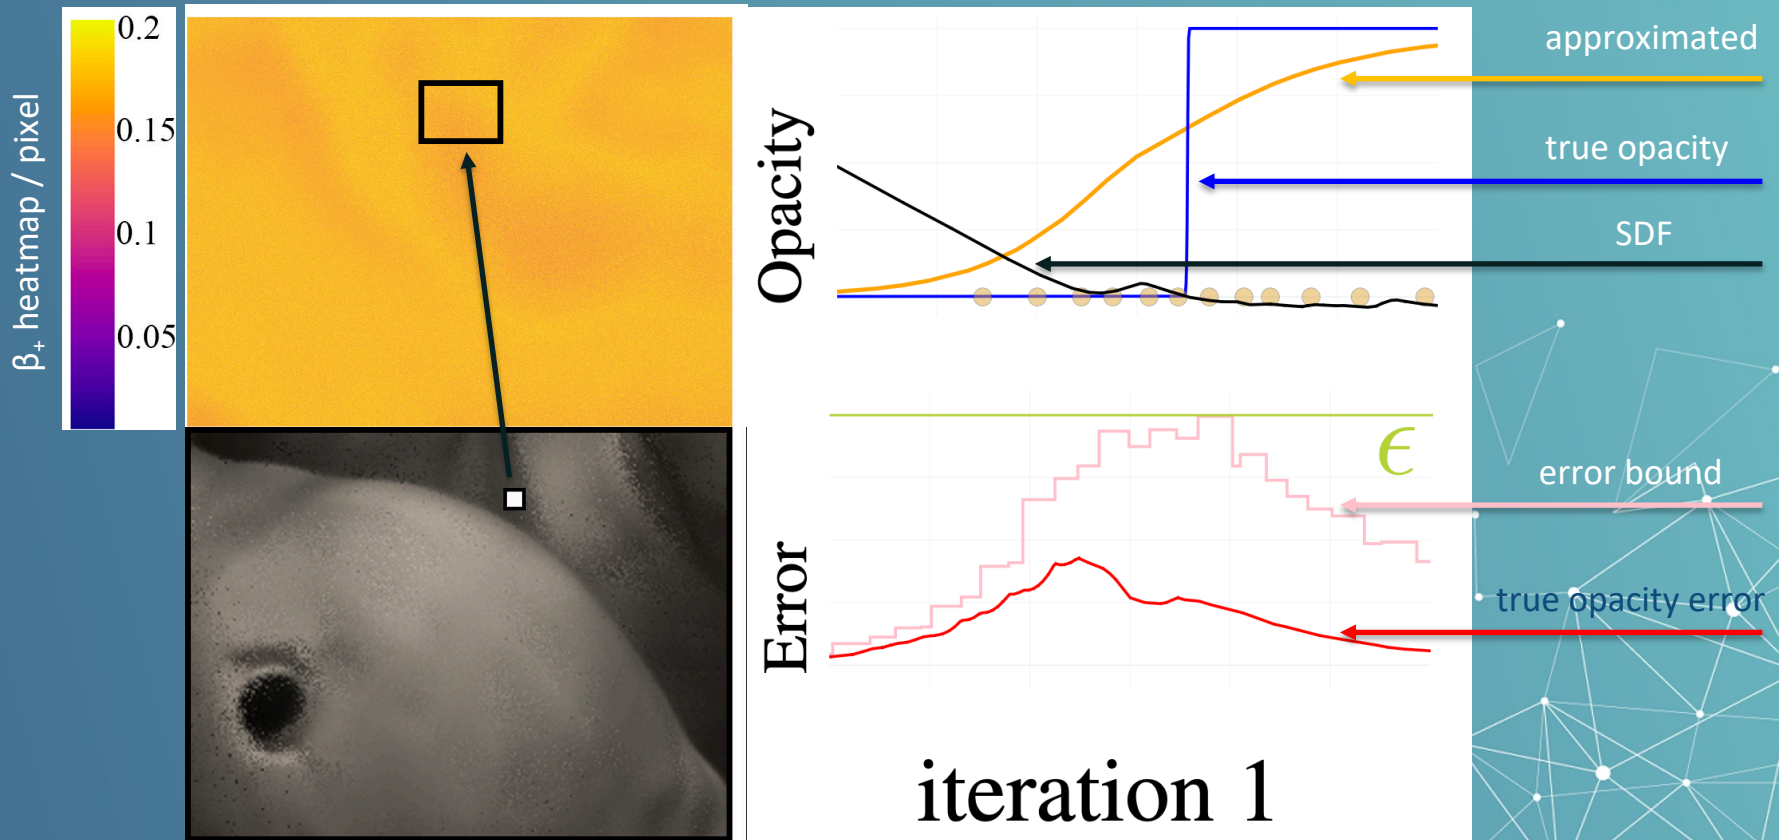 β₊ heatmap / pixel
0.2
0.15
0.1
0.05
Opacity
approximated
true opacity
SDF
Error
ϵ
error bound
true opacity error
iteration 1